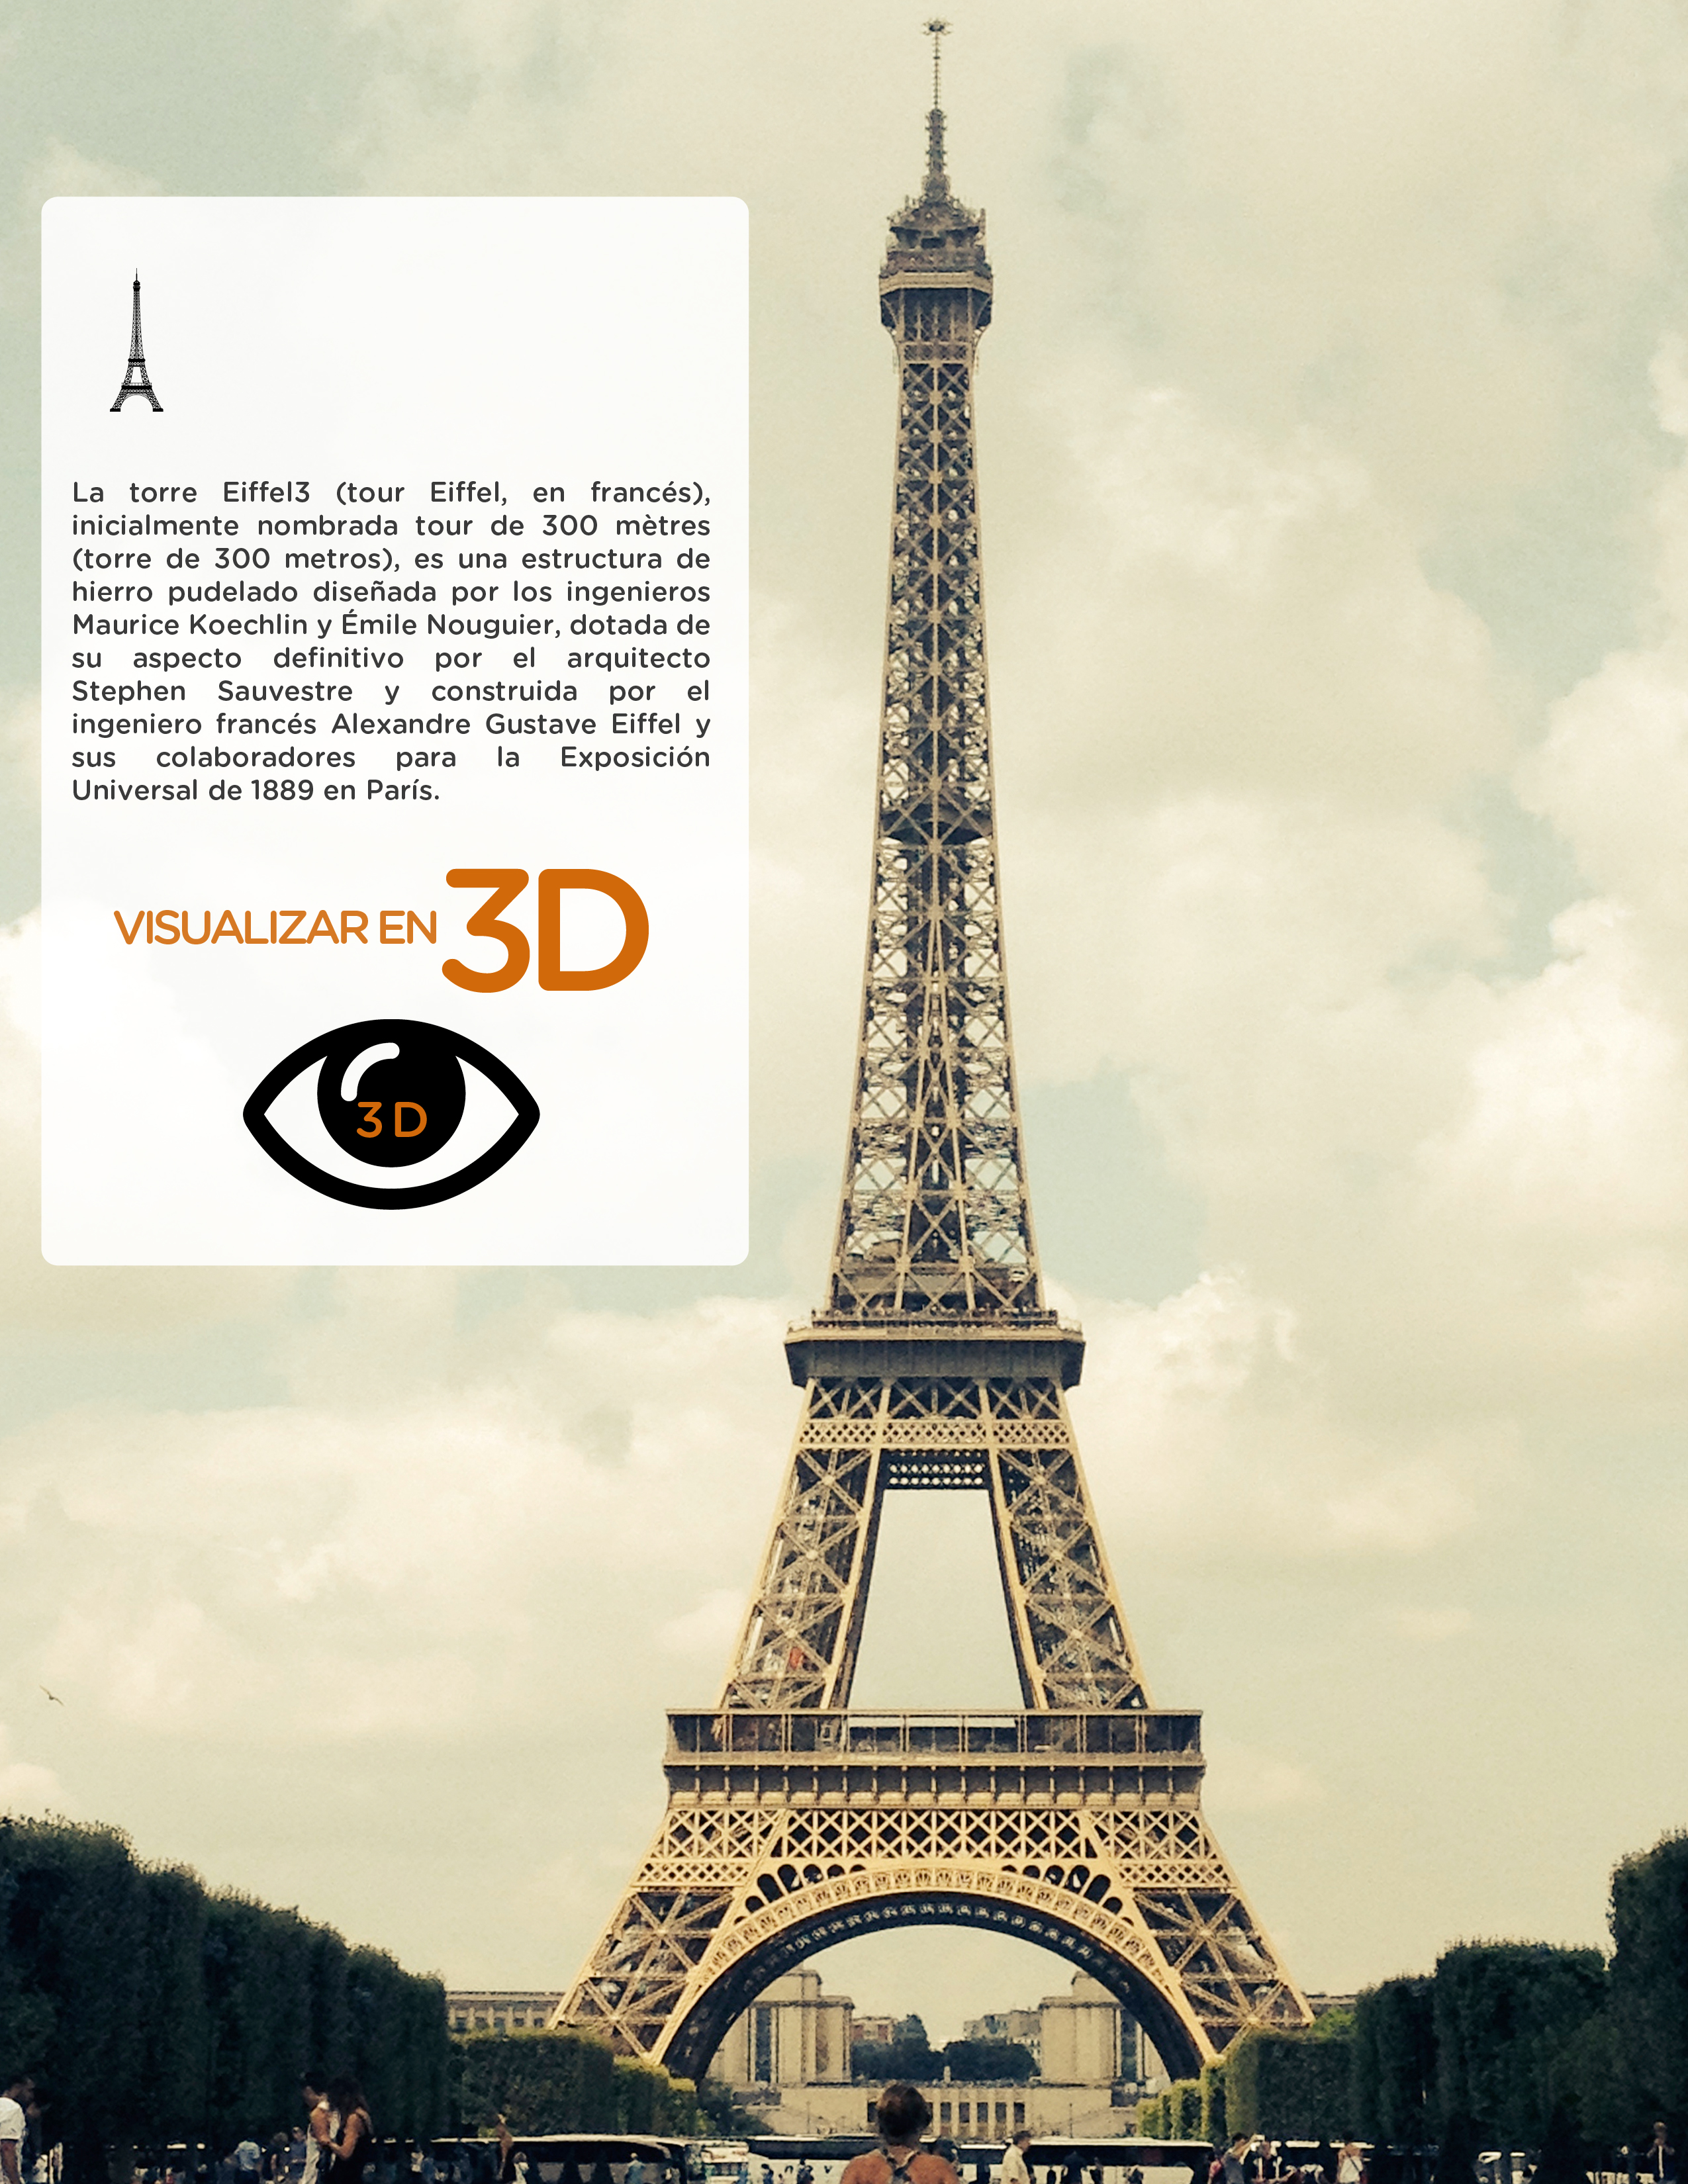 La torre Eiffel3 (tour Eiffel, en francés),
inicialmente nombrada tour de 300 mètres
(torre de 300 metros), es una estructura de
hierro pudelado diseñada por los ingenieros
Maurice Koechlin y Émile Nouguier, dotada de
su aspecto definitivo por el arquitecto
Stephen Sauvestre y construida por el
ingeniero francés Alexandre Gustave Eiffel y
sus colaboradores para la Exposición
Universal de 1889 en París.
VISUALIZAR EN 3D
3D